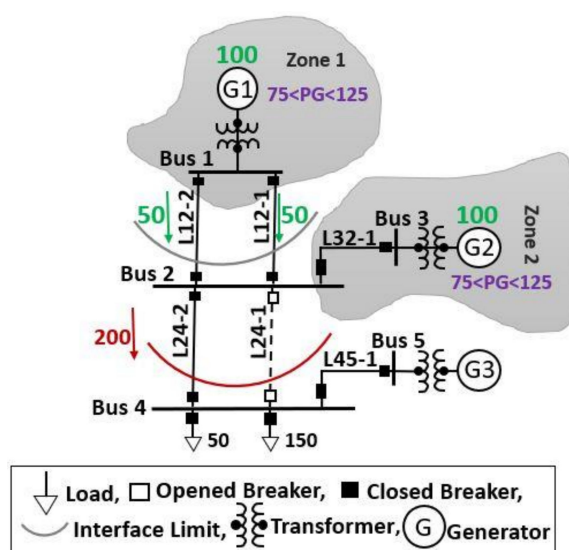 100
Zone 1
G1
75<PG<125
Bus 1
L12-2
L12-1
50
50
Bus 3
100
Zone 2
L32-1
G2
75<PG<125
Bus 2
L24-2
L24-1
200
Bus 5
L45-1
G3
Bus 4
50
150
Load, Opened Breaker, Closed Breaker,
Interface Limit, Transformer, G Generator